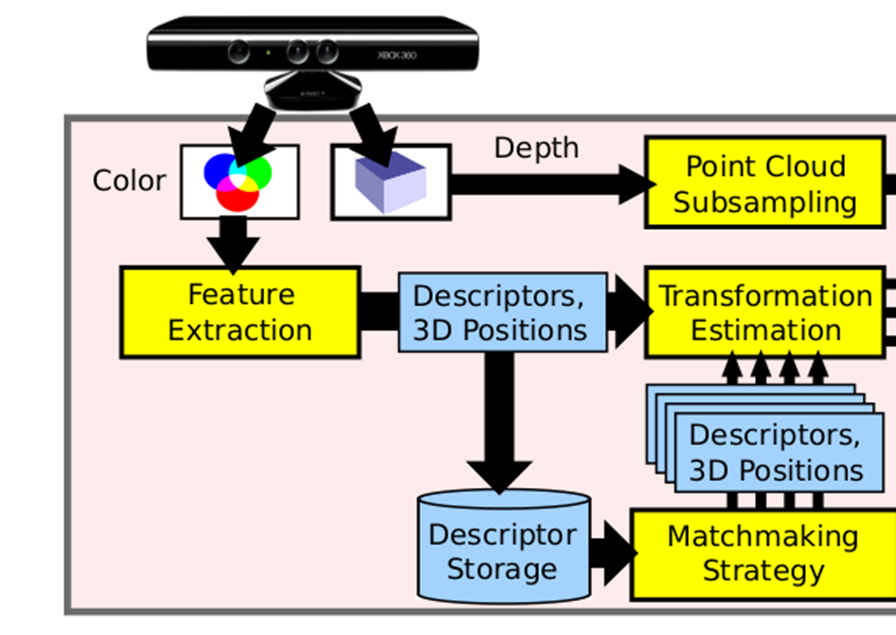 XBOX360
KINECT
Color
Depth
Point Cloud
Subsampling
Feature
Extraction
Descriptors,
3D Positions
Transformation
Estimation
Descriptors,
3D Positions
Descriptor
Storage
Matchmaking
Strategy